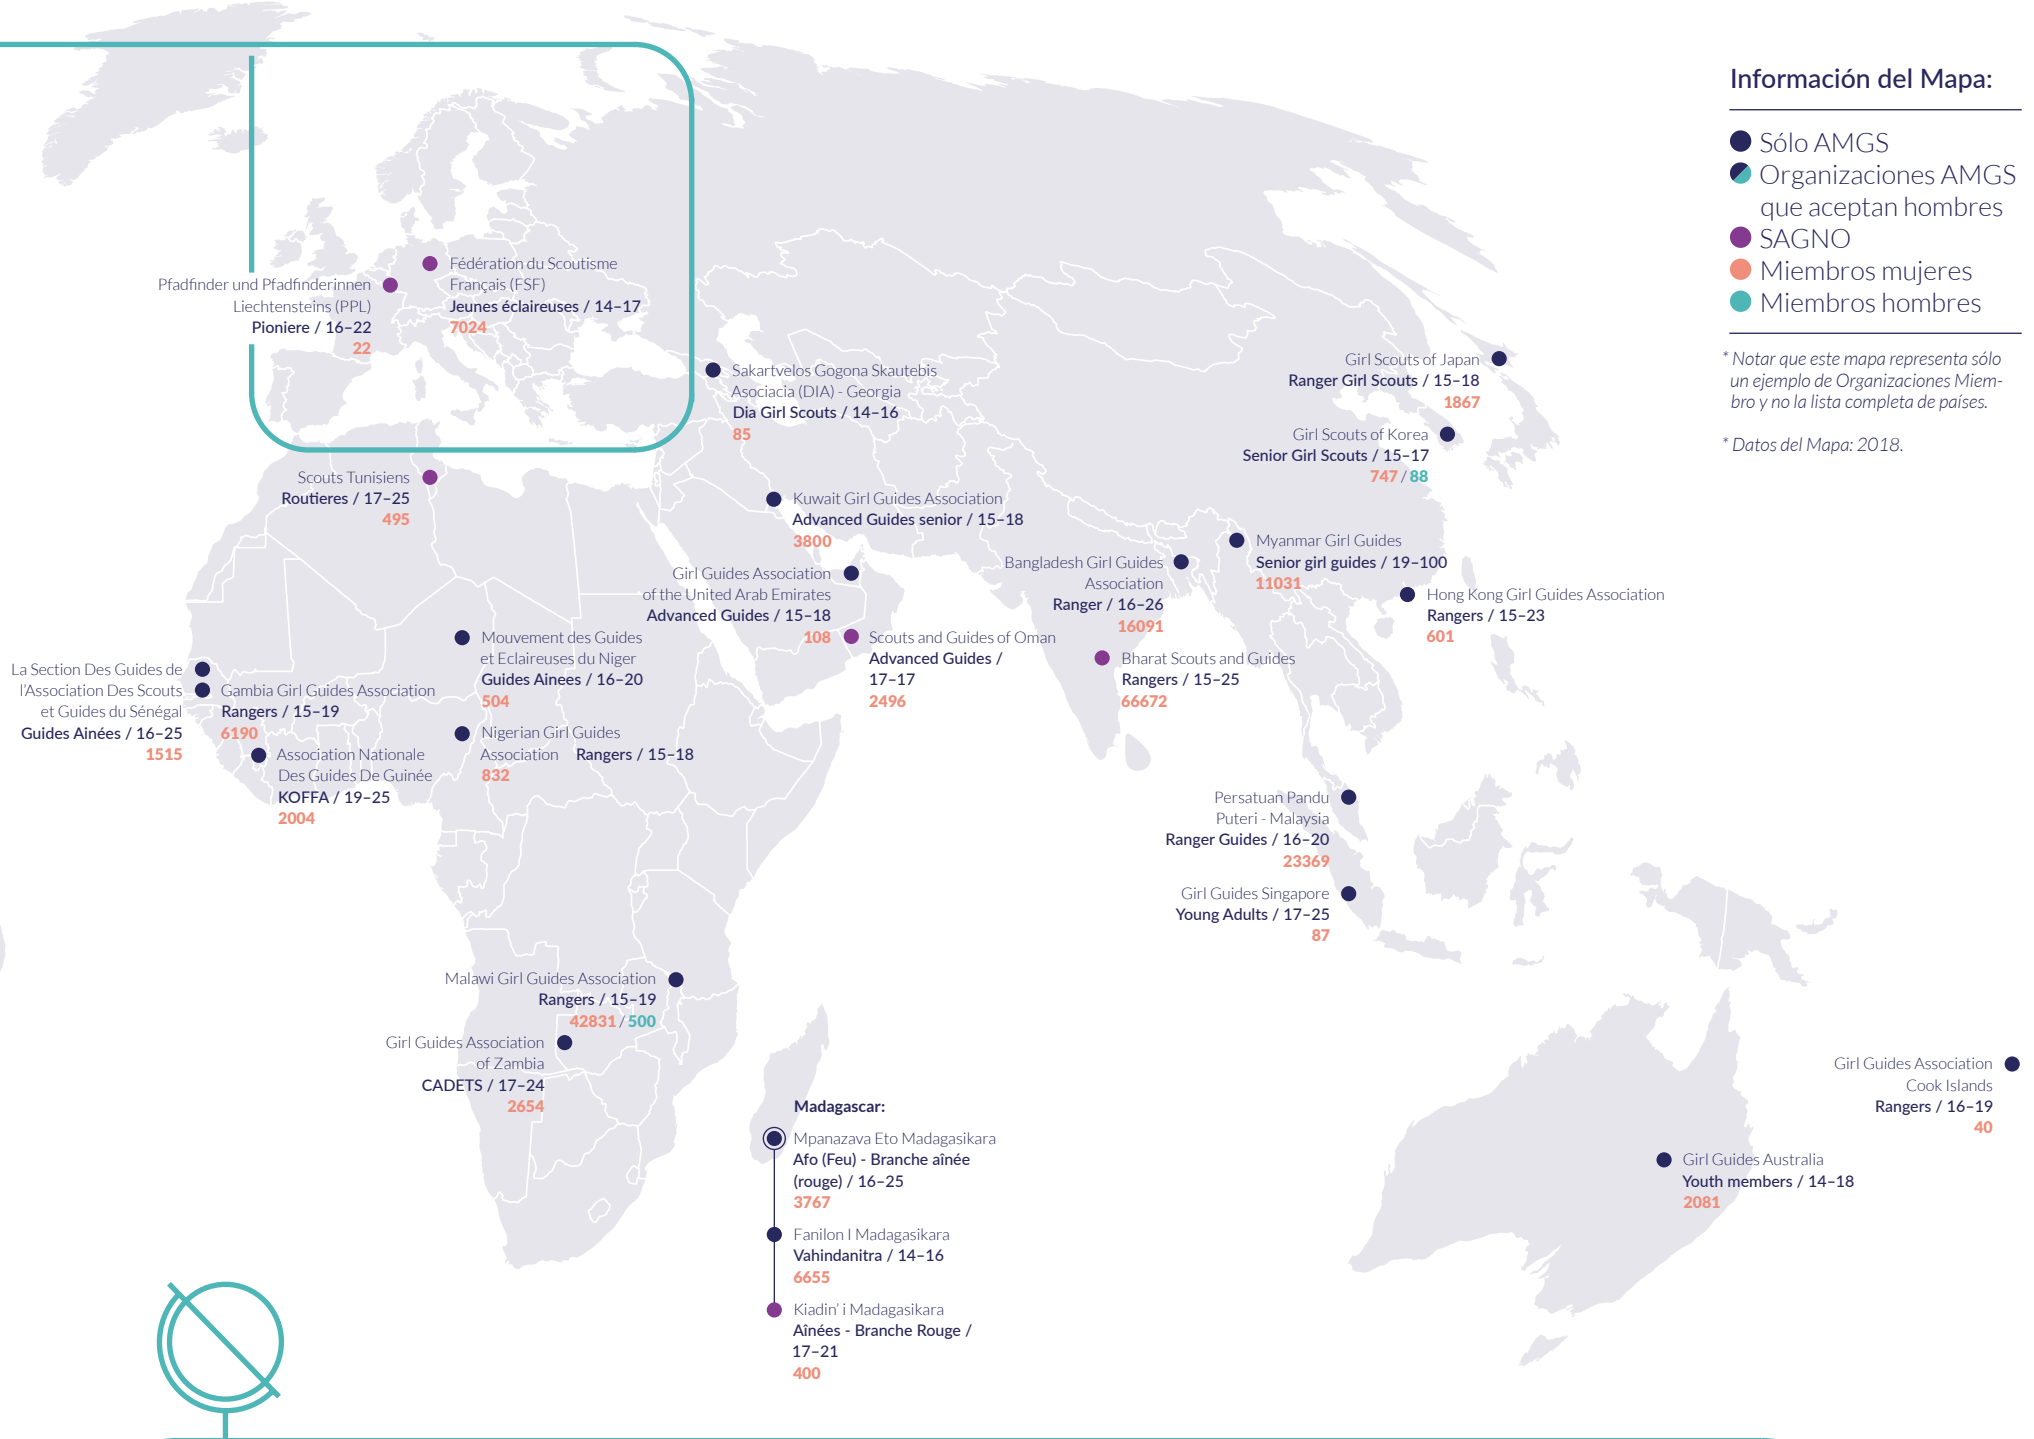 Información del Mapa:
Sólo AMGS
Organizaciones AMGS
que aceptan hombres
SAGNO
Miembros mujeres
Miembros hombres
* Notar que este mapa representa sólo
un ejemplo de Organizaciones Miem-
bro y no la lista completa de países.
* Datos del Mapa: 2018.
Pfadfinder und Pfadfinderinnen
Liechtensteins (PPL)
Pioniere / 16–22
22
Fédération du Scoutisme
Français (FSF)
Jeunes éclaireuses / 14–17
7024
Sakartvelos Gogona Skautebis
Asociacia (DIA) - Georgia
Dia Girl Scouts / 14–16
85
Girl Scouts of Japan
Ranger Girl Scouts / 15–18
1867
Girl Scouts of Korea
Senior Girl Scouts / 15–17
747 / 88
Scouts Tunisiens
Routieres / 17–25
495
Kuwait Girl Guides Association
Advanced Guides senior / 15–18
3800
Girl Guides Association
of the United Arab Emirates
Advanced Guides / 15–18
108
Scouts and Guides of Oman
Advanced Guides /
17–17
2496
Bangladesh Girl Guides
Association
Ranger / 16–26
16091
Myanmar Girl Guides
Senior girl guides / 19–100
11031
Hong Kong Girl Guides Association
Rangers / 15–23
601
Bharat Scouts and Guides
Rangers / 15–25
66672
Mouvement des Guides
et Eclaireuses du Niger
Guides Ainees / 16–20
504
La Section Des Guides de
l'Association Des Scouts
et Guides du Sénégal
Guides Ainées / 16–25
1515
Gambia Girl Guides Association
Rangers / 15–19
6190
Association Nationale
Des Guides De Guinée
KOFFA / 19–25
2004
Nigerian Girl Guides
Association Rangers / 15–18
832
Persatuan Pandu
Puteri - Malaysia
Ranger Guides / 16–20
23369
Girl Guides Singapore
Young Adults / 17–25
87
Malawi Girl Guides Association
Rangers / 15–19
42831 / 500
Girl Guides Association
of Zambia
CADETS / 17–24
2654
Madagascar:
Mpanazava Eto Madagasikara
Afo (Feu) - Branche aînée
(rouge) / 16–25
3767
Fanilon I Madagasikara
Vahindanitra / 14–16
6655
Kiadin' i Madagasikara
Aînées - Branche Rouge /
17–21
400
Girl Guides Association
Cook Islands
Rangers / 16–19
40
Girl Guides Australia
Youth members / 14–18
2081